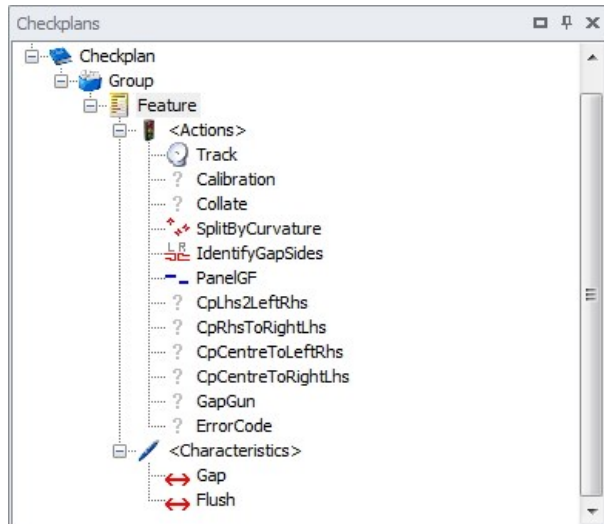 Checkplans
Checkplan
Group
Feature
<Actions>
Track
? Calibration
? Collate
SplitByCurvature
L R IdentifyGapSides
PanelGF
? CpLhs2LeftRhs
? CpRhsToRightLhs
? CpCentreToLeftRhs
? CpCentreToRightLhs
? GapGun
? ErrorCode
<Characteristics>
Gap
Flush